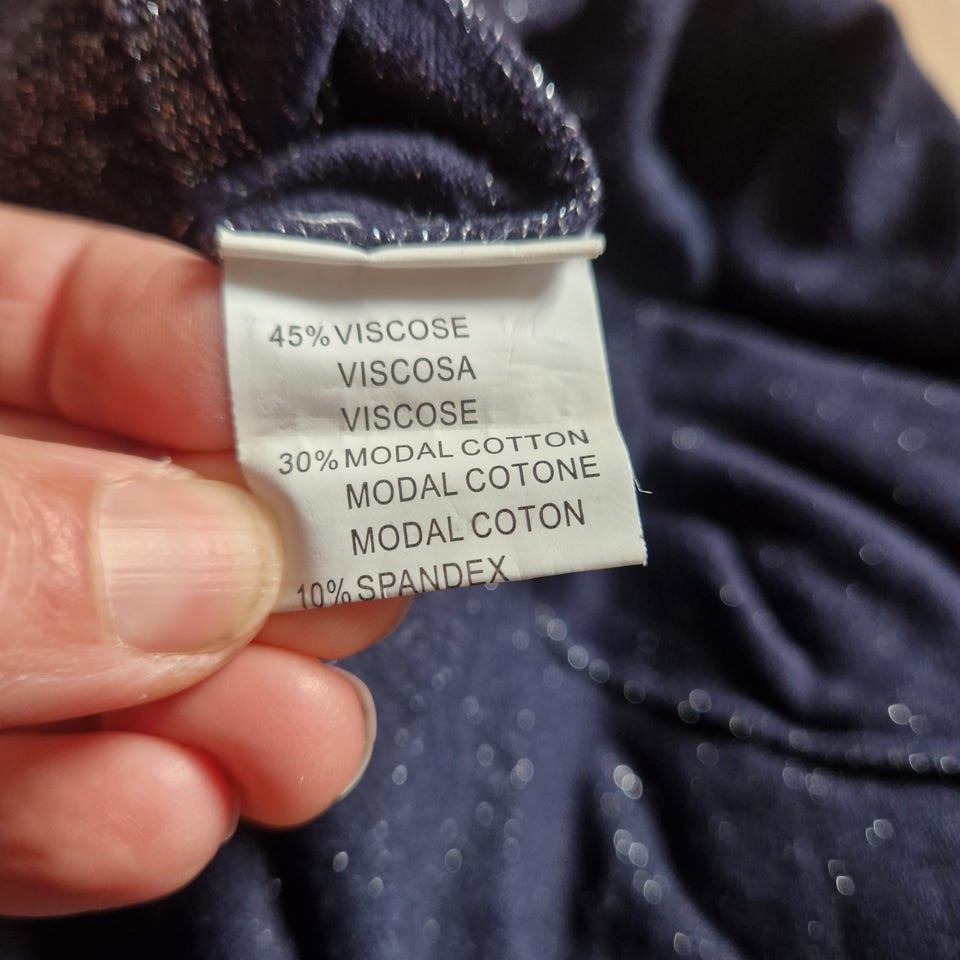 45% VISCOSE
VISCOSA
VISCOSE
30% MODAL COTTON
MODAL COTONE
MODAL COTON
10% SPANDEX